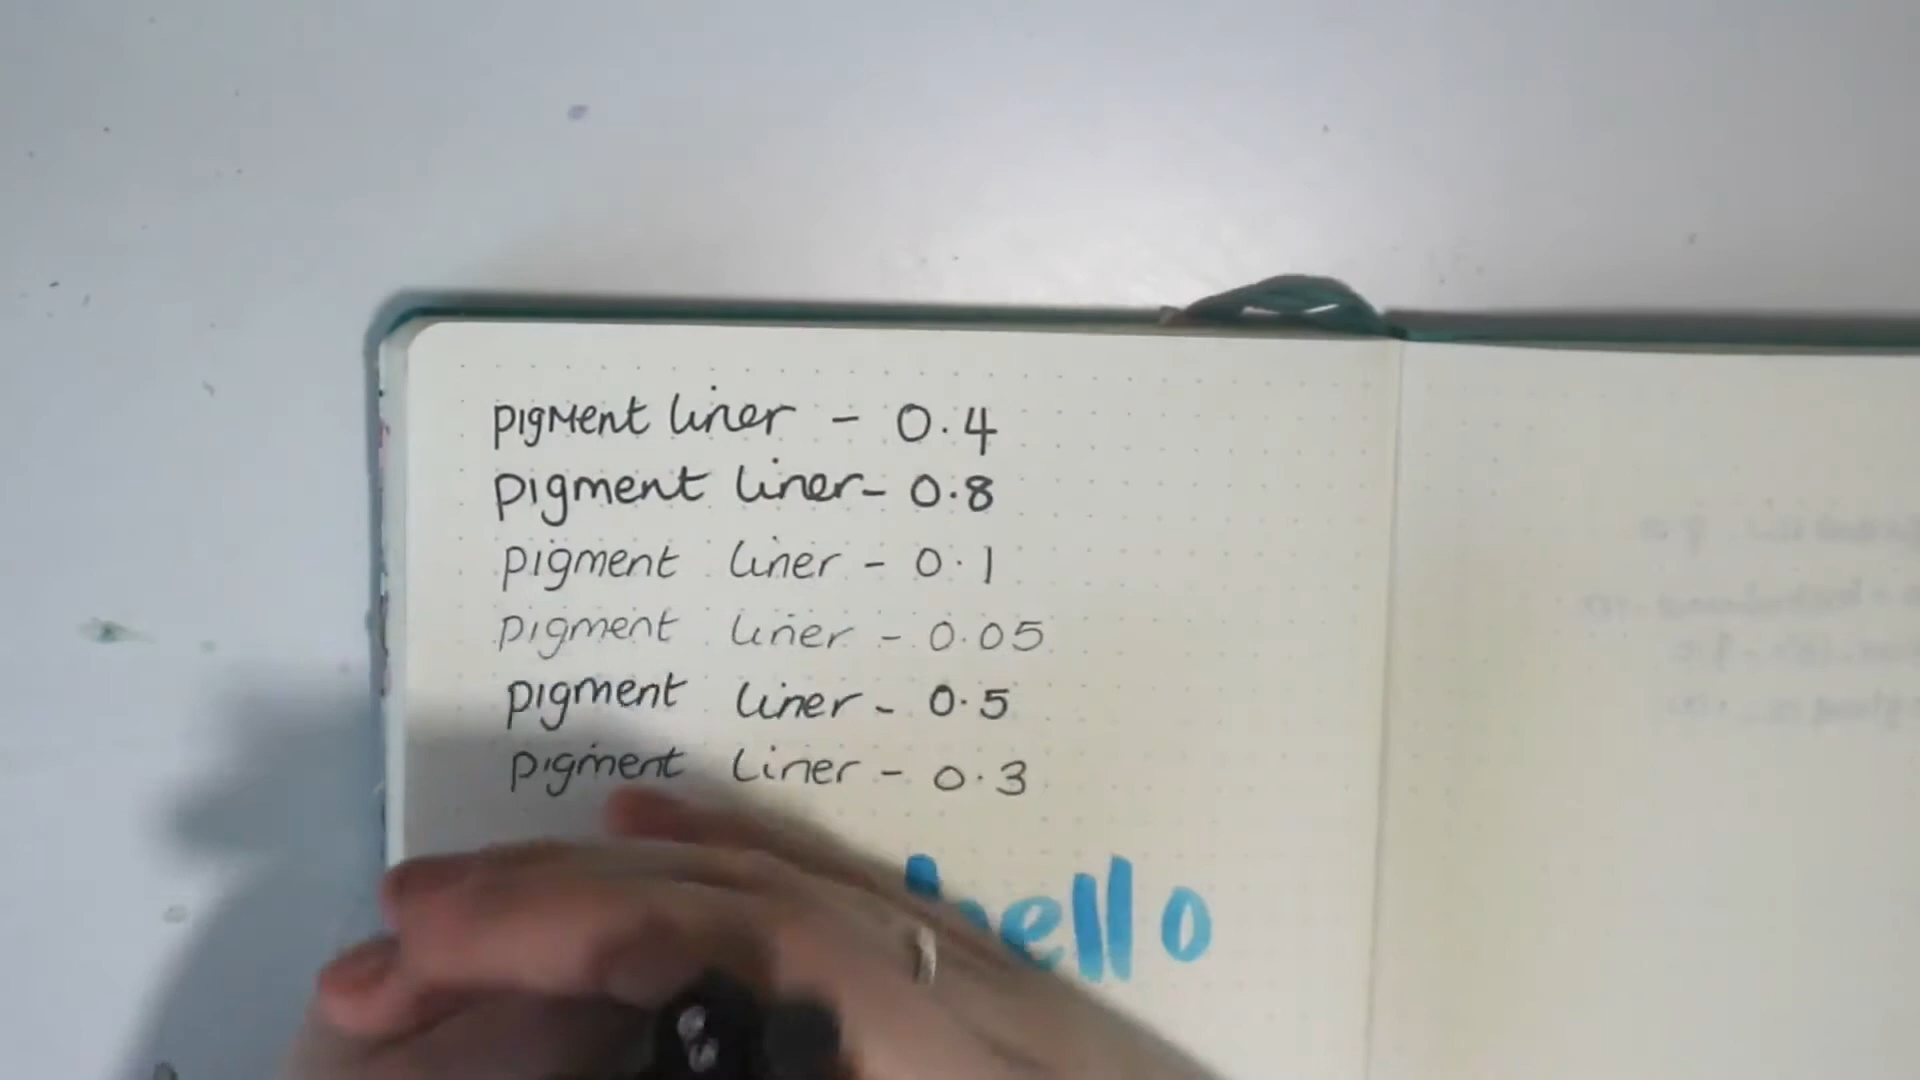 pigment liner - 0.4
pigment liner - 0.8
pigment liner - 0.1
pigment liner - 0.05
pigment liner - 0.5
pigment liner - 0.3
hello